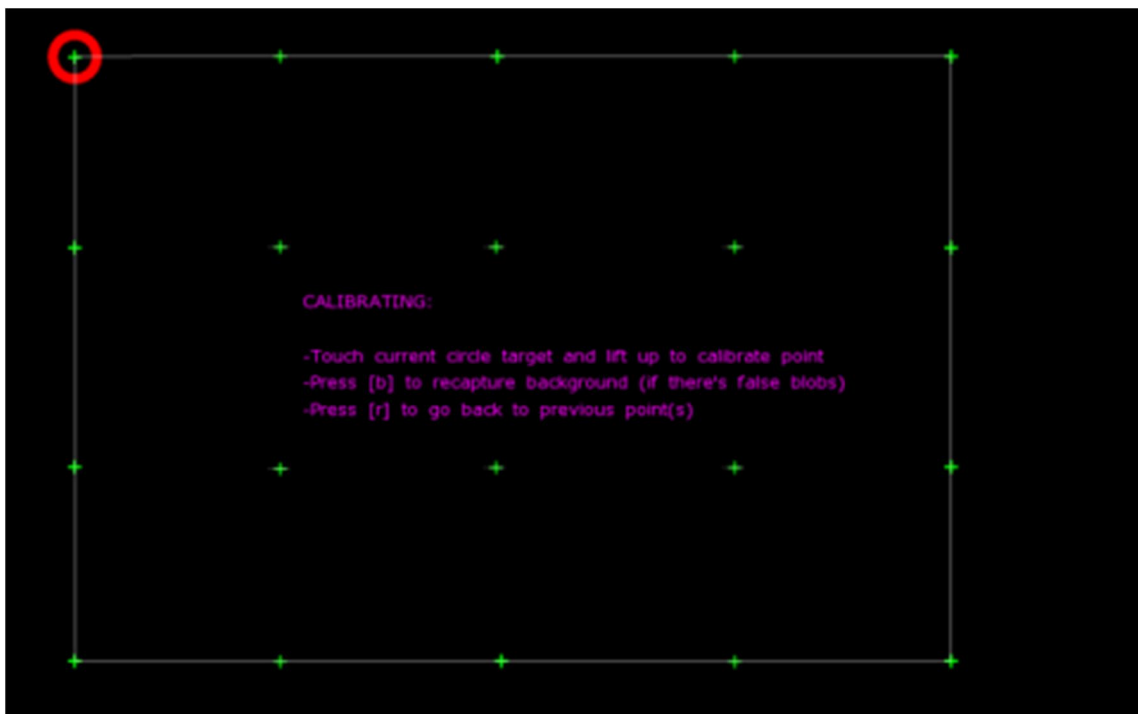 CALIBRATING:
-Touch current circle target and lift up to calibrate point
-Press [b] to recapture background (if there's false blobs)
-Press [r] to go back to previous point(s)